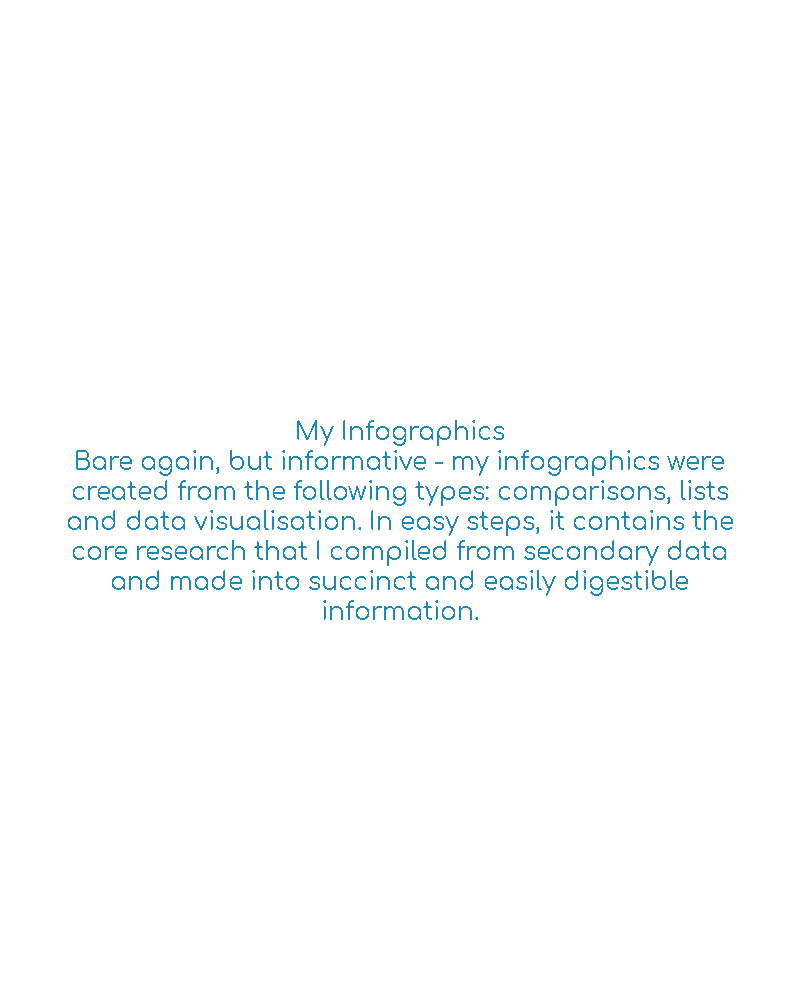 My Infographics
Bare again, but informative - my infographics were
created from the following types: comparisons, lists
and data visualisation. In easy steps, it contains the
core research that I compiled from secondary data
and made into succinct and easily digestible
information.